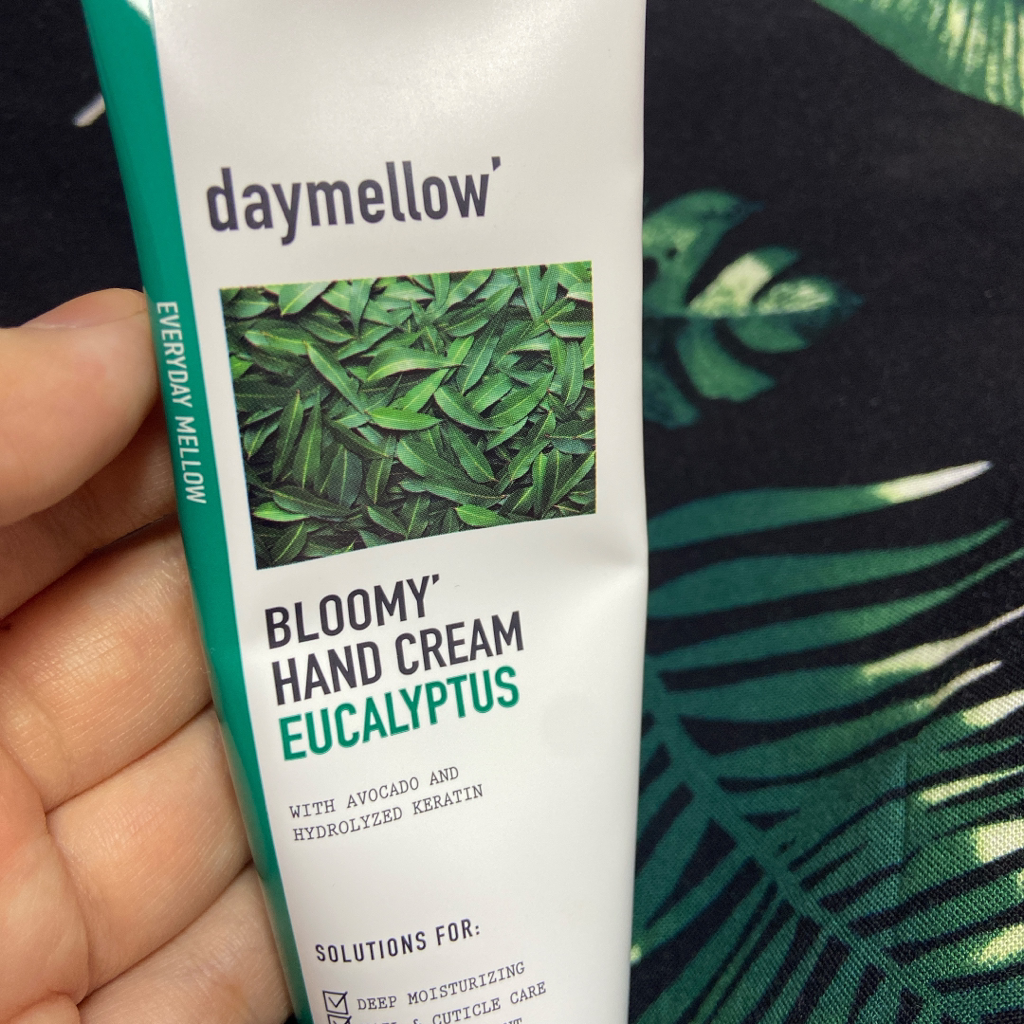 daymellow'
EVERYDAY MELLOW
BLOOMY'
HAND CREAM
EUCALYPTUS
WITH AVOCADO AND
HYDROLYZED KERATIN
SOLUTIONS FOR:
DEEP MOISTURIZING
& CUTICLE CARE